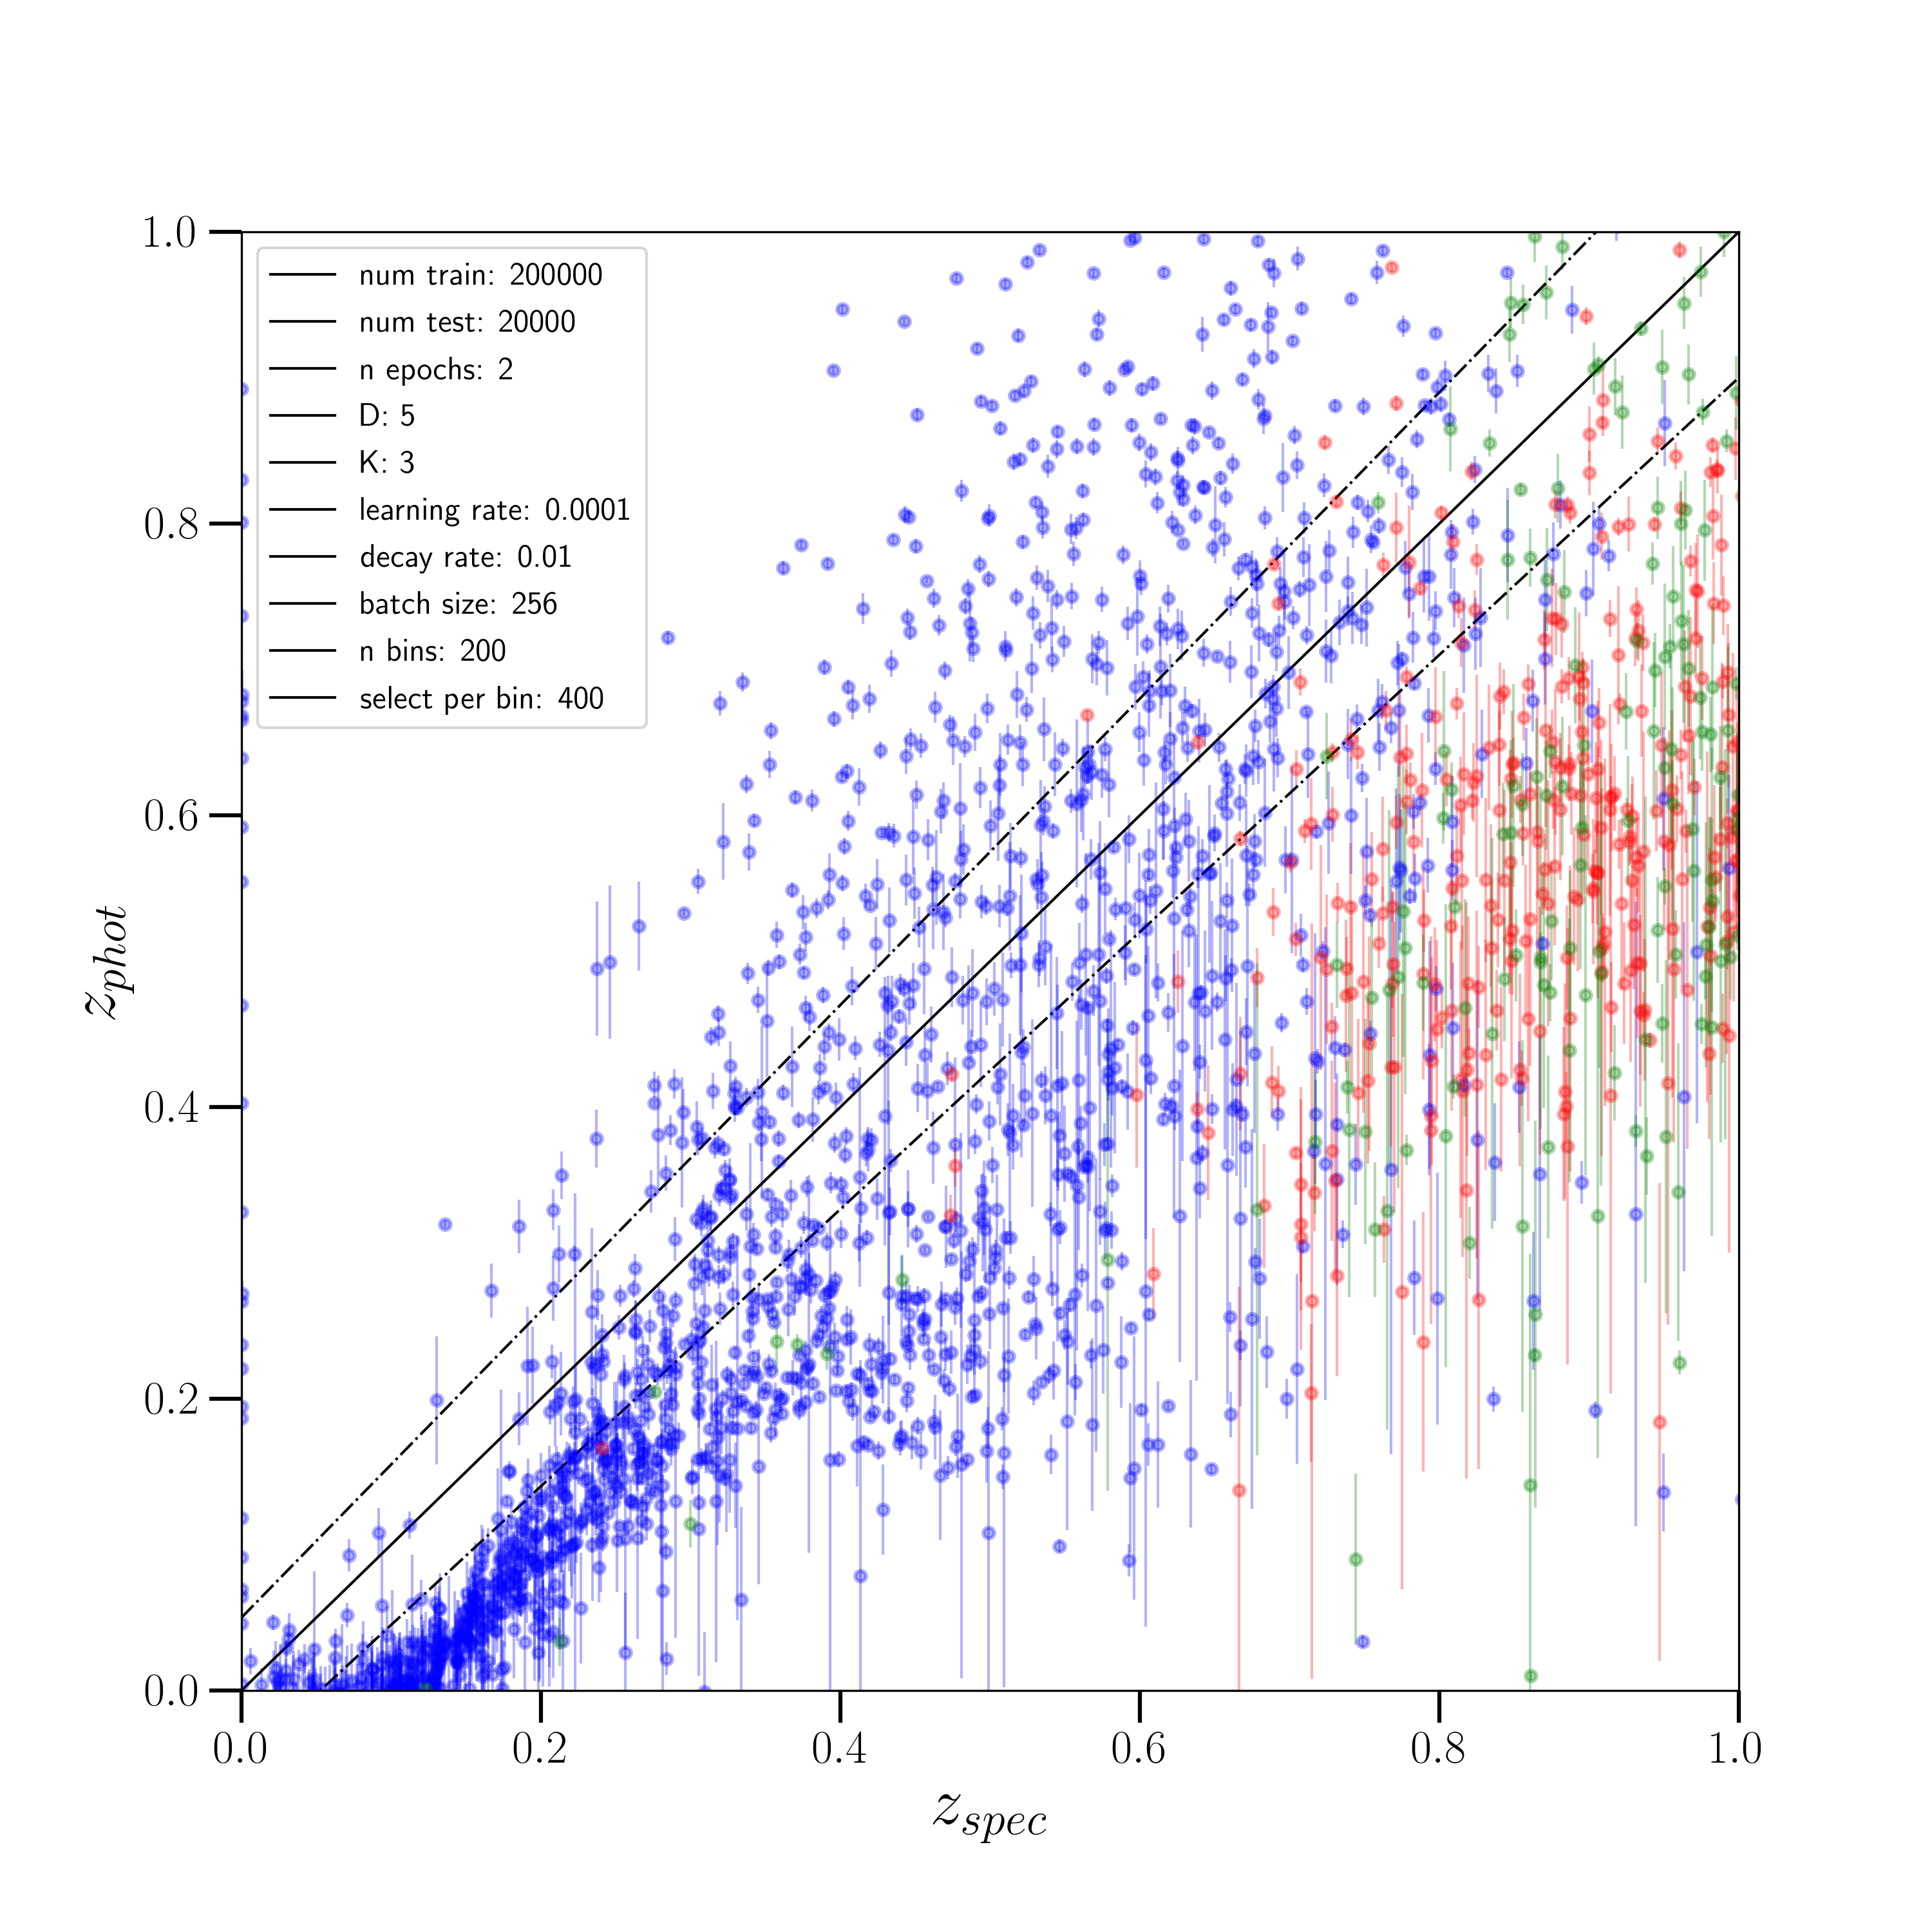 1.0
0.8
0.6
0.4
0.2
0.0
z_phot
num train: 200000
num test: 20000
n epochs: 2
D: 5
K: 3
learning rate: 0.0001
decay rate: 0.01
batch size: 256
n bins: 200
select per bin: 400
0.0 0.2 0.4 0.6 0.8 1.0
z_spec